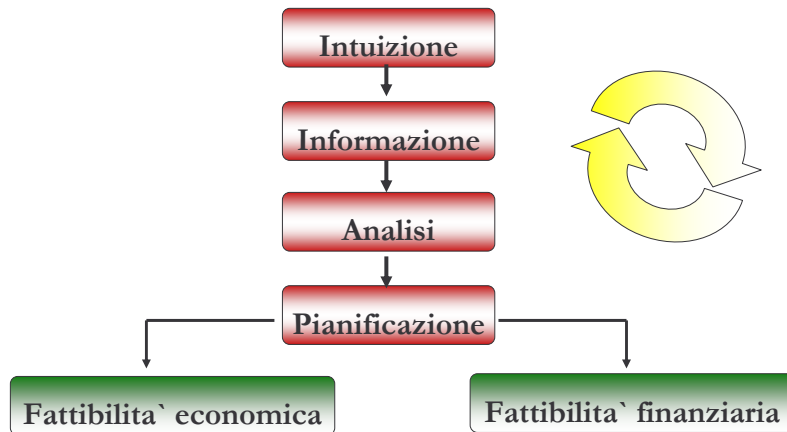 Intuizione
Informazione
Analisi
Pianificazione
Fattibilita` economica
Fattibilita` finanziaria